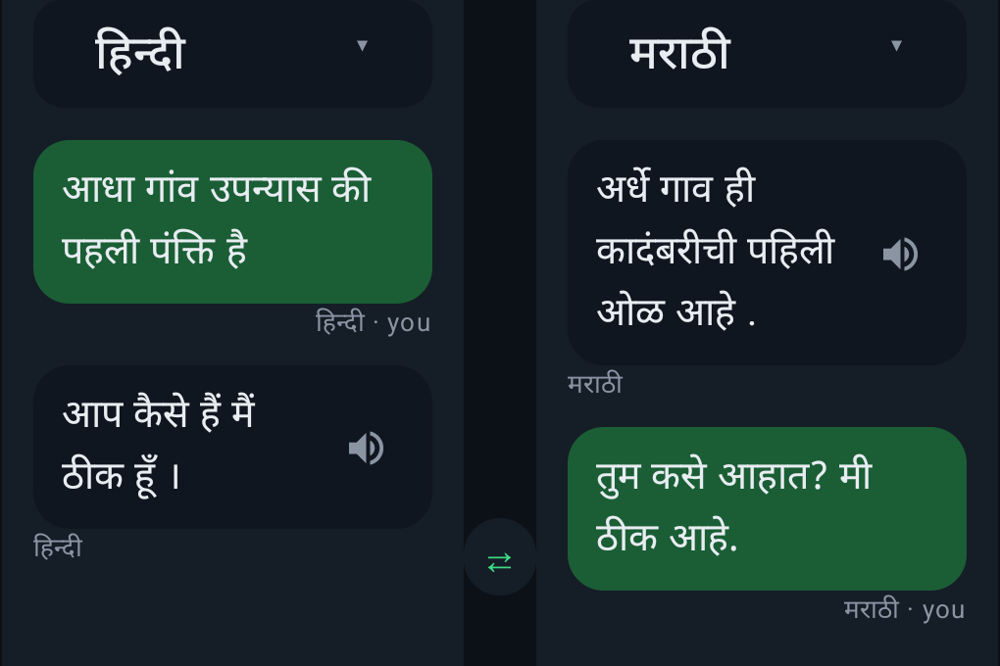 हिन्दी
आधा गांव उपन्यास की
पहली पंक्ति है
हिन्दी · you
आप कैसे हैं मैं
ठीक हूँ ।
हिन्दी
मराठी
अर्धे गाव ही
कादंबरीची पहिली
ओळ आहे .
मराठी
तुम कसे आहात? मी
ठीक आहे.
मराठी · you